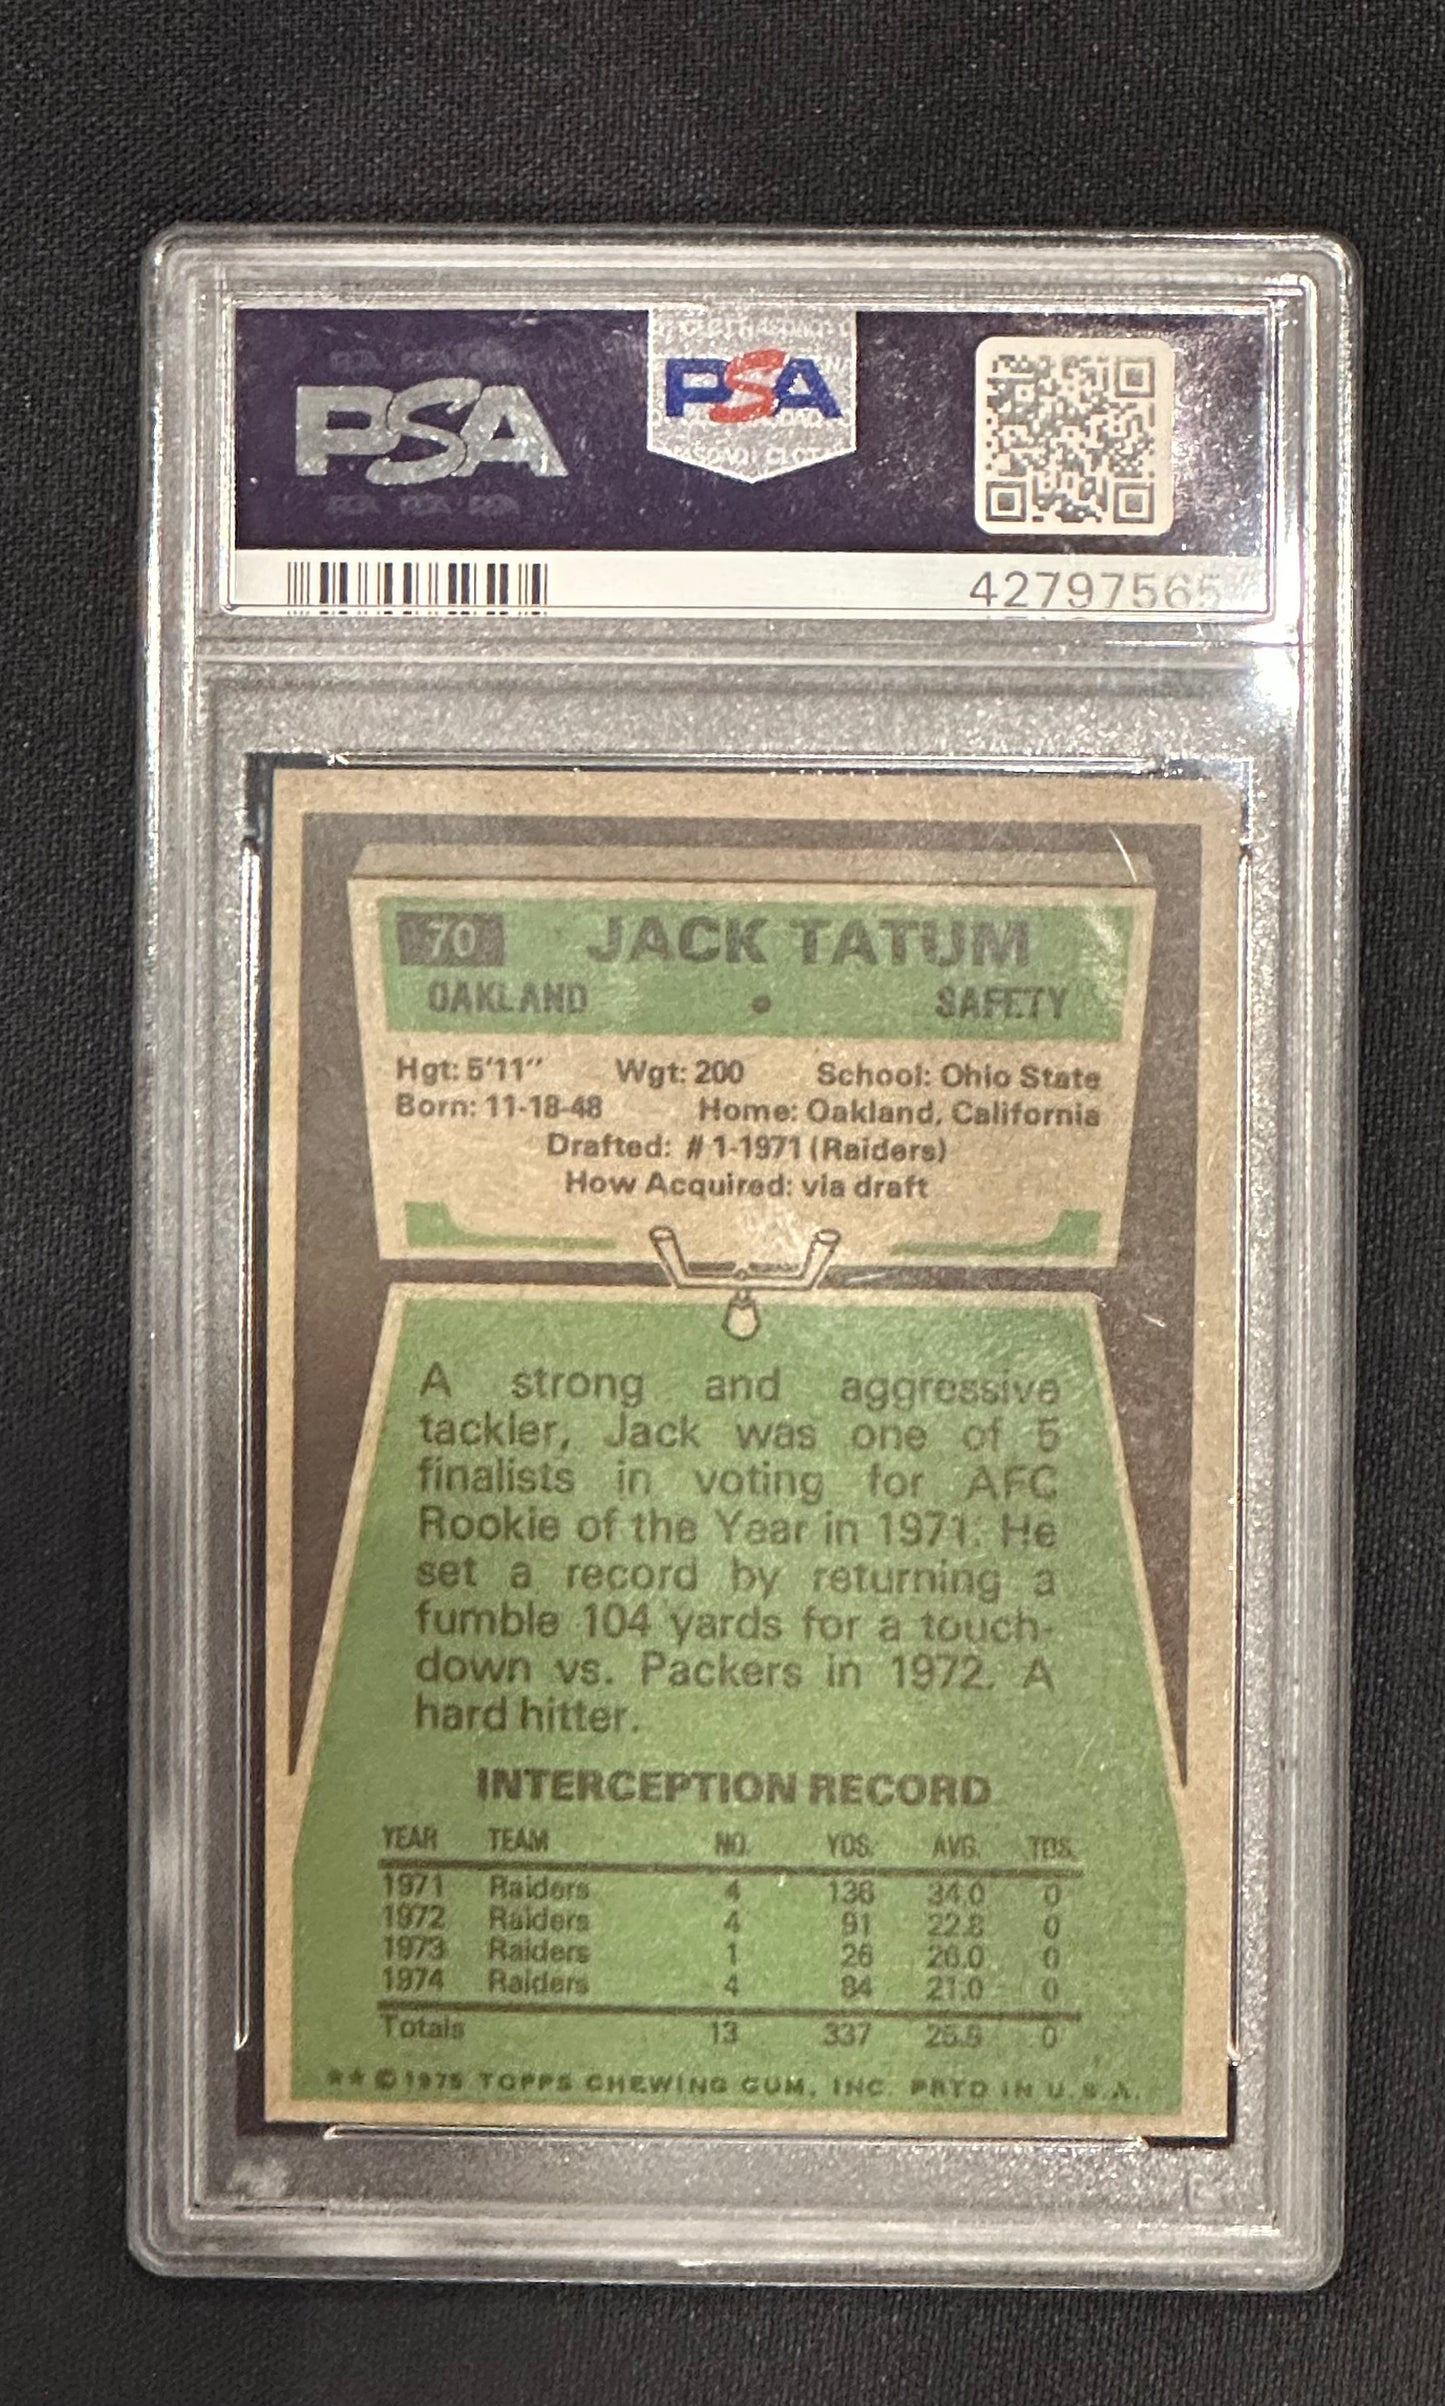 PSA
PSA
42797565
70 JACK TATUM
OAKLAND • SAFETY
Hgt: 5'11" Wgt: 200 School: Ohio State
Born: 11-18-48 Home: Oakland, California
Drafted: # 1-1971 (Raiders)
How Acquired: via draft
A strong and aggressive
tackler, Jack was one of 5
finalists in voting for AFC
Rookie of the Year in 1971. He
set a record by returning a
fumble 104 yards for a touch-
down vs. Packers in 1972. A
hard hitter.
INTERCEPTION RECORD
YEAR TEAM NO. YDS. AVG. TDS.
1971 Raiders 4 136 34.0 0
1972 Raiders 4 91 22.8 0
1973 Raiders 1 26 26.0 0
1974 Raiders 4 84 21.0 0
Totals 13 337 25.9 0
** © 1975 TOPPS CHEWING GUM, INC. PRTD IN U.S.A.